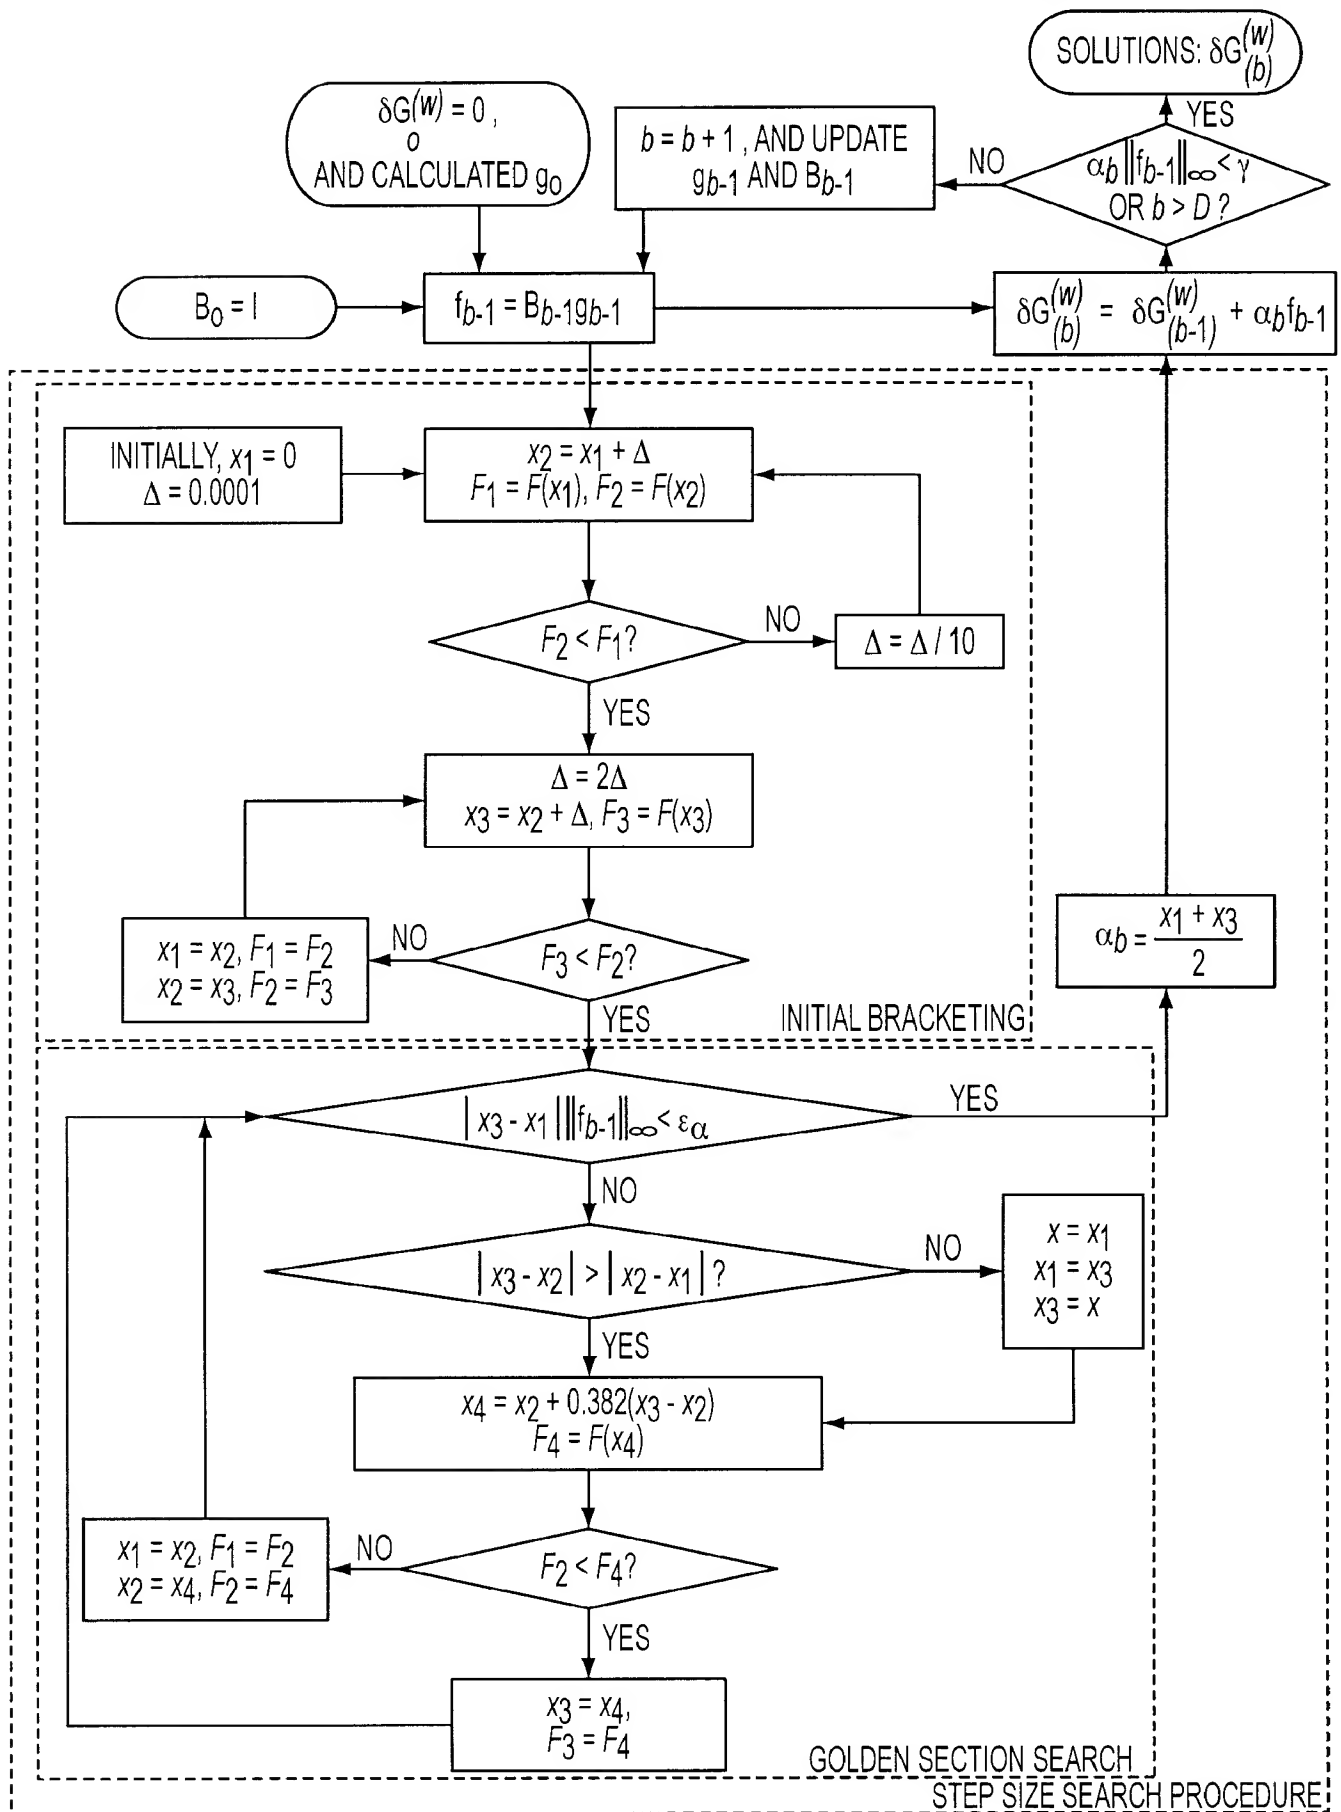 SOLUTIONS: δG(w)(b)
δG(w) = 0 ,
o
AND CALCULATED go
b = b + 1 , AND UPDATE
gb-1 AND Bb-1
NO
YES
αb||fb-1||∞ < γ
OR b > D ?
Bo = I
fb-1 = Bb-1gb-1
δG(w)(b) = δG(w)(b-1) + αbfb-1
INITIALLY, x1 = 0
Δ = 0.0001
x2 = x1 + Δ
F1 = F(x1), F2 = F(x2)
F2 < F1?
NO
Δ = Δ / 10
YES
Δ = 2Δ
x3 = x2 + Δ, F3 = F(x3)
x1 = x2, F1 = F2
x2 = x3, F2 = F3
NO
F3 < F2?
YES
INITIAL BRACKETING
αb = x1 + x3
2
|x3 - x1| ||fb-1||∞ < εα
YES
NO
|x3 - x2| > |x2 - x1| ?
NO
x = x1
x1 = x3
x3 = x
YES
x4 = x2 + 0.382(x3 - x2)
F4 = F(x4)
x1 = x2, F1 = F2
x2 = x4, F2 = F4
NO
F2 < F4?
YES
x3 = x4,
F3 = F4
GOLDEN SECTION SEARCH
STEP SIZE SEARCH PROCEDURE